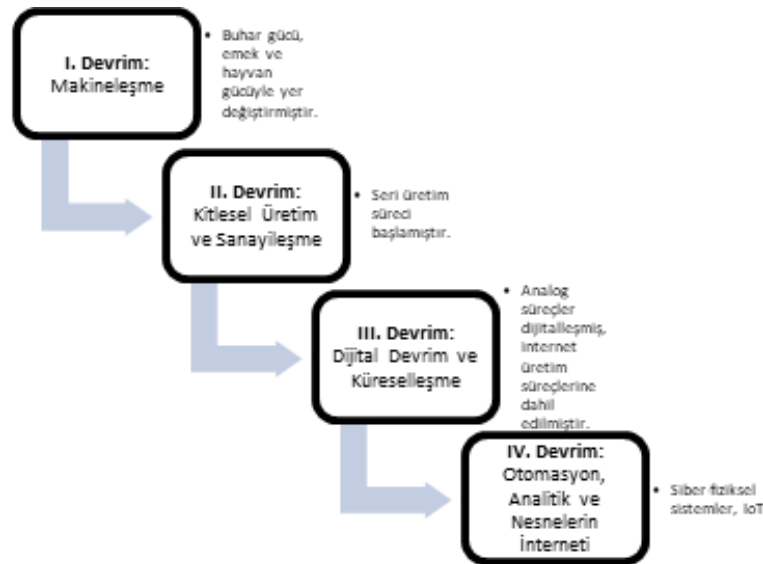 I. Devrim:
Makineleşme
• Buhar gücü,
emek ve
hayvan
gücüyle yer
değiştirmiştir.
II. Devrim:
Kitlesel Üretim
ve Sanayileşme
• Seri üretim
süreci
başlamıştır.
III. Devrim:
Dijital Devrim ve
Küreselleşme
• Analog
süreçler
dijitalleşmiş,
internet
üretim
süreçlerine
dahil
edilmiştir.
IV. Devrim:
Otomasyon,
Analitik ve
Nesnelerin
İnterneti
• Siber fiziksel
sistemler, IoT